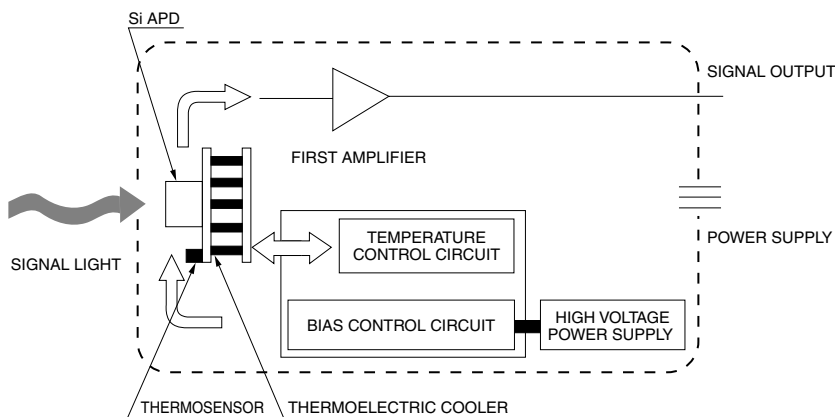 Si APD
SIGNAL OUTPUT
FIRST AMPLIFIER
TEMPERATURE
CONTROL CIRCUIT
POWER SUPPLY
SIGNAL LIGHT
BIAS CONTROL CIRCUIT
HIGH VOLTAGE
POWER SUPPLY
THERMOSENSOR
THERMOELECTRIC COOLER